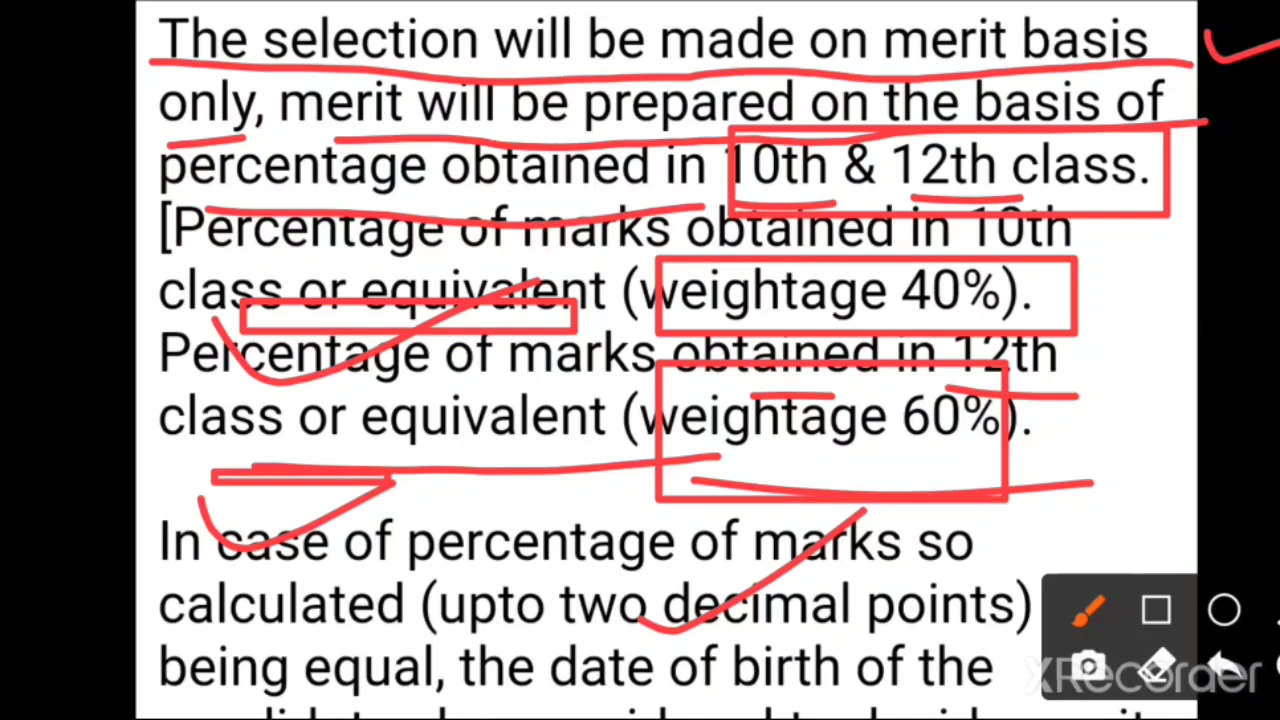 The selection will be made on merit basis
only, merit will be prepared on the basis of
percentage obtained in 10th & 12th class.
[Percentage of marks obtained in 10th
class or equivalent (weightage 40%).
Percentage of marks obtained in 12th
class or equivalent (weightage 60%).
In case of percentage of marks so
calculated (upto two decimal points)
being equal, the date of birth of the
XRecorder